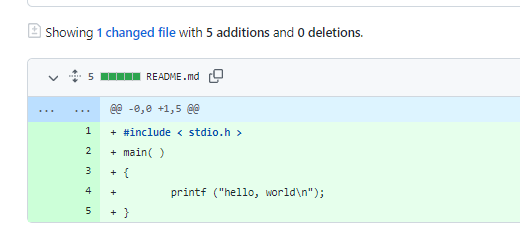 Showing 1 changed file with 5 additions and 0 deletions.
5 README.md
... ... @@ -0,0 +1,5 @@
1 + #include < stdio.h >
2 + main( )
3 + {
4 +         printf ("hello, world\n");
5 + }